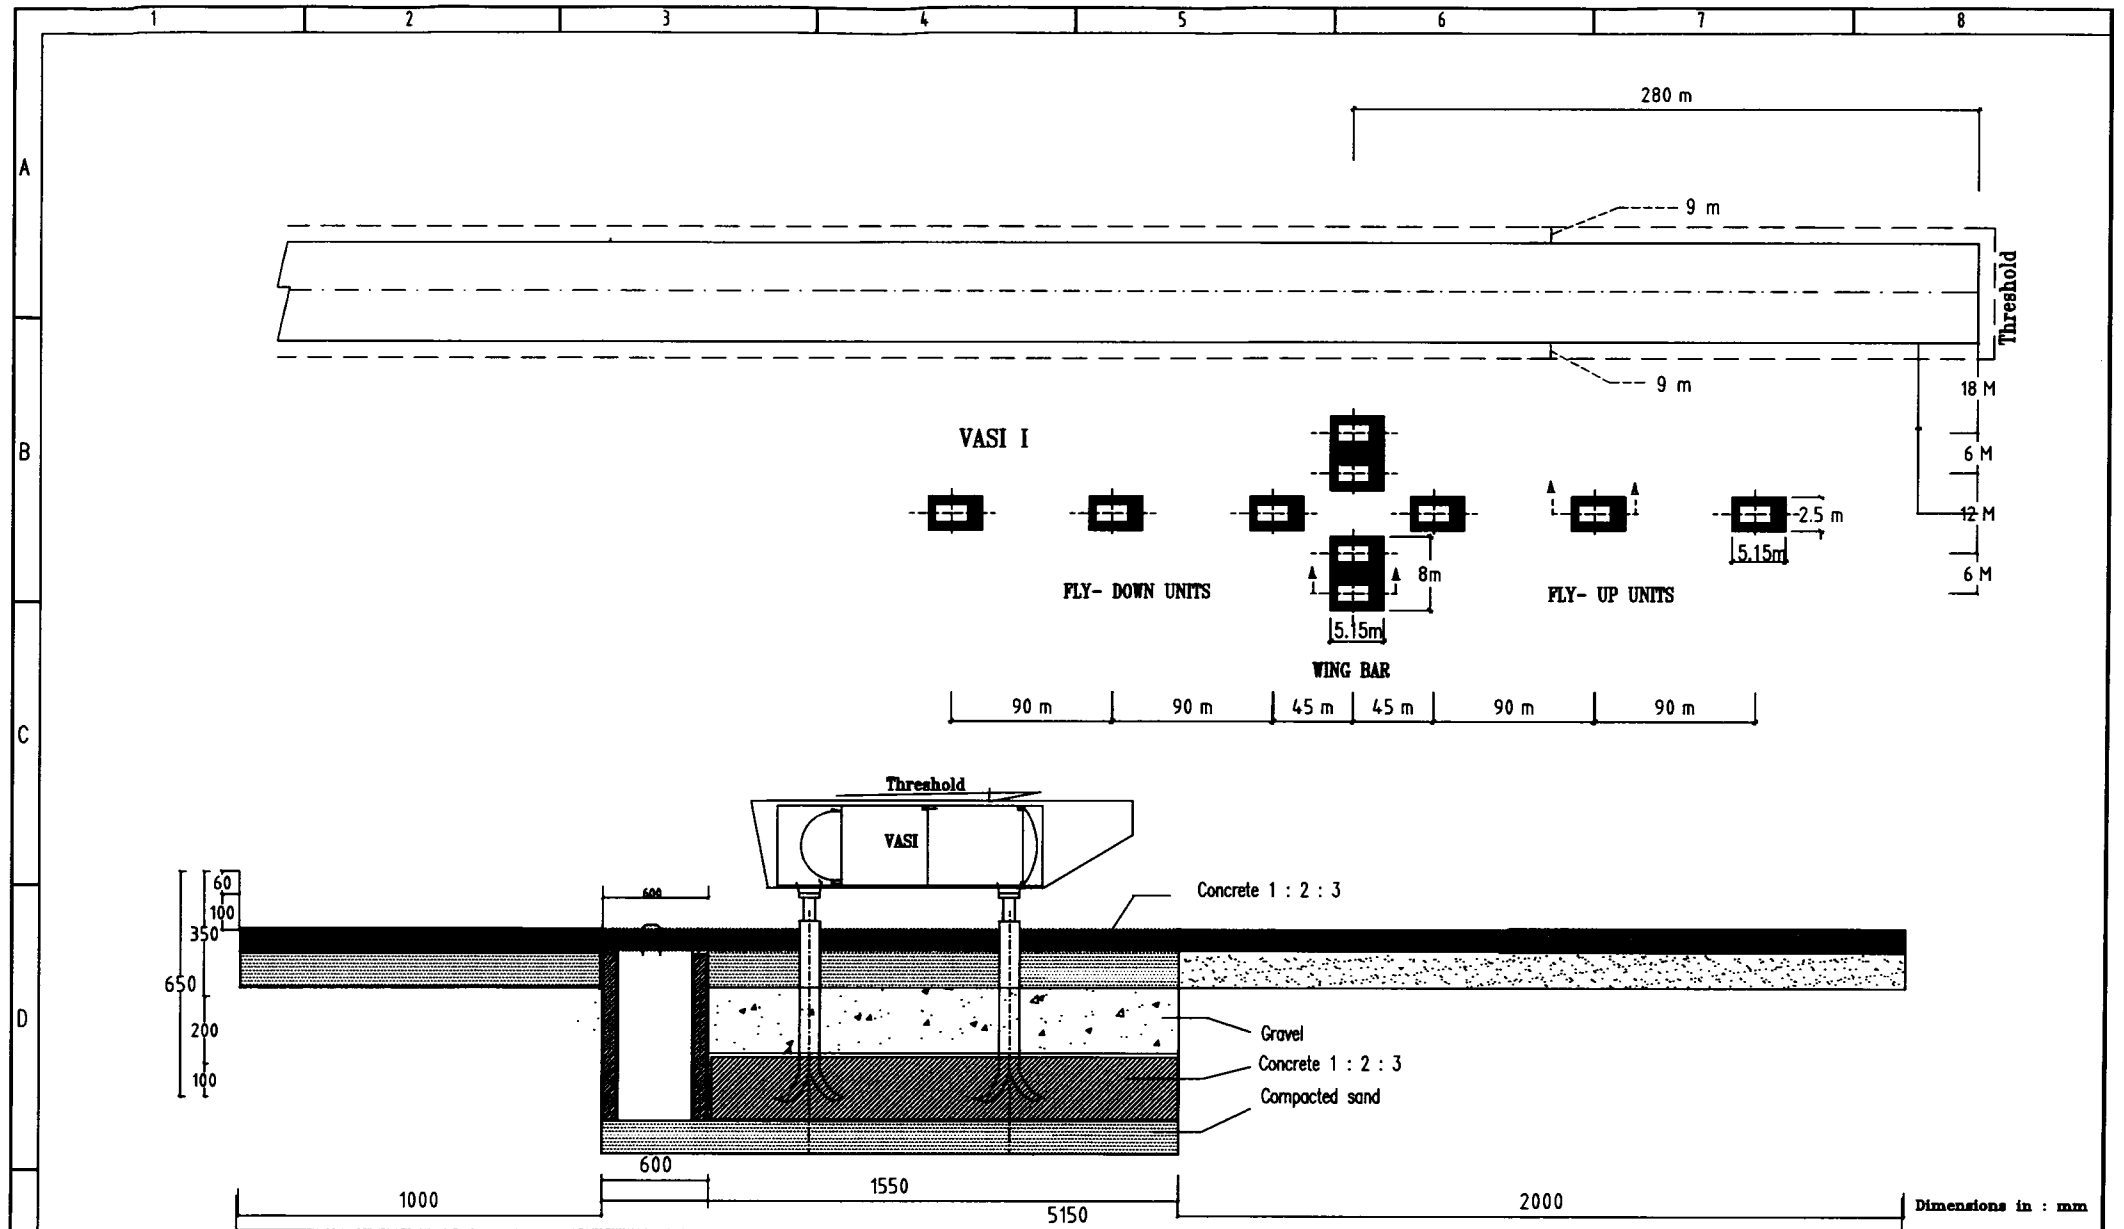 1 2 3 4 5 6 7 8
A
B
C
D
280 m
9 m
Threshold
9 m
18 M
VASI I
6 M
2.5 m
12 M
5.15m
8m
6 M
FLY- DOWN UNITS
FLY- UP UNITS
5.15m
WING BAR
90 m 90 m 45 m 45 m 90 m 90 m
Threshold
VASI
60
600
Concrete 1 : 2 : 3
100
350
650
200
Gravel
Concrete 1 : 2 : 3
100
Compacted sand
600
1550
1000
2000
5150
Dimensions in : mm